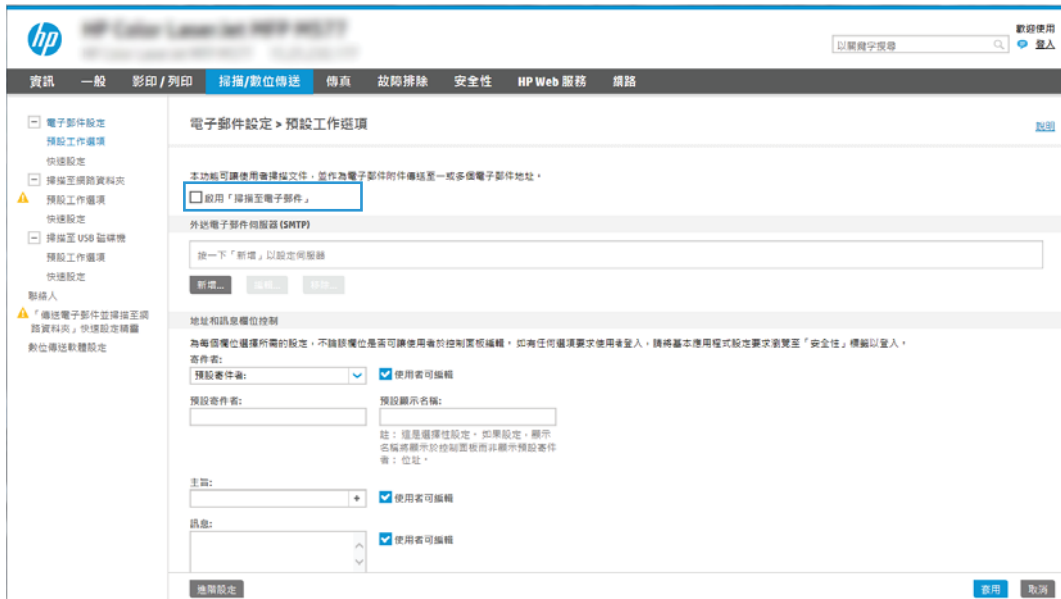 歡迎使用
hp
以關鍵字搜尋
登入
資訊 一般 影印 / 列印 掃描/數位傳送 傳真 故障排除 安全性 HP Web 服務 網路
電子郵件設定
預設工作選項
快速設定
掃描至網路資料夾
預設工作選項
快速設定
掃描至 USB 磁碟機
預設工作選項
快速設定
聯絡人
「傳送電子郵件並掃描至網
路資料夾」快速設定精靈
數位傳送軟體設定
電子郵件設定 > 預設工作選項
說明
本功能可讓使用者掃描文件，並作為電子郵件附件傳送至一或多個電子郵件地址。
啟用「掃描至電子郵件」
外送電子郵件伺服器 (SMTP)
按一下「新增」以設定伺服器
新增... 編輯... 移除...
地址和訊息欄位控制
為每個欄位選擇所需的設定，不論該欄位是否可讓使用者於控制面板編輯。如有任何選項要求使用者登入，請將基本應用程式設定要求瀏覽至「安全性」標籤以登入。
寄件者:
預設寄件者: 使用者可編輯
預設寄件者: 預設顯示名稱:
註： 這是選擇性設定。如果設定，顯示
名稱將顯示於控制面板而非顯示預設寄件
者： 位址。
主旨:
+ 使用者可編輯
訊息:
使用者可編輯
進階設定 套用 取消